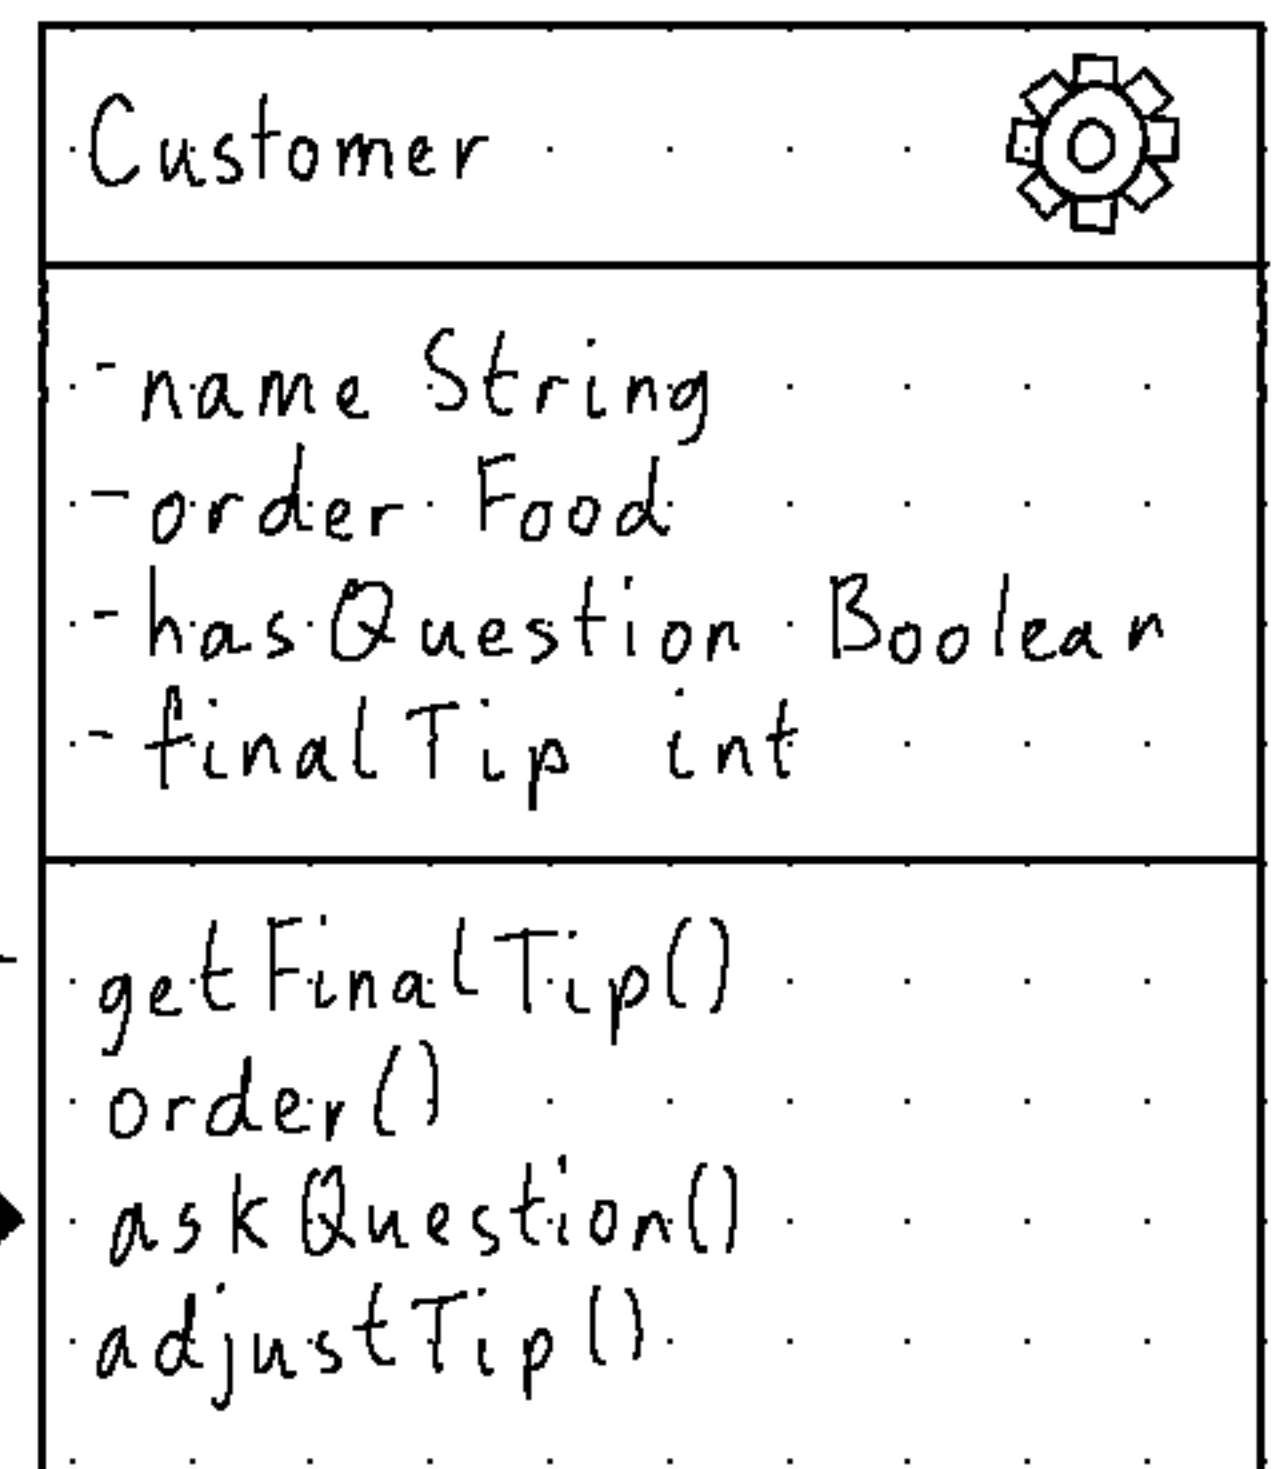 Customer
- name String
- order Food
- hasQuestion Boolean
- finalTip int
getFinalTip()
order()
askQuestion()
adjustTip()